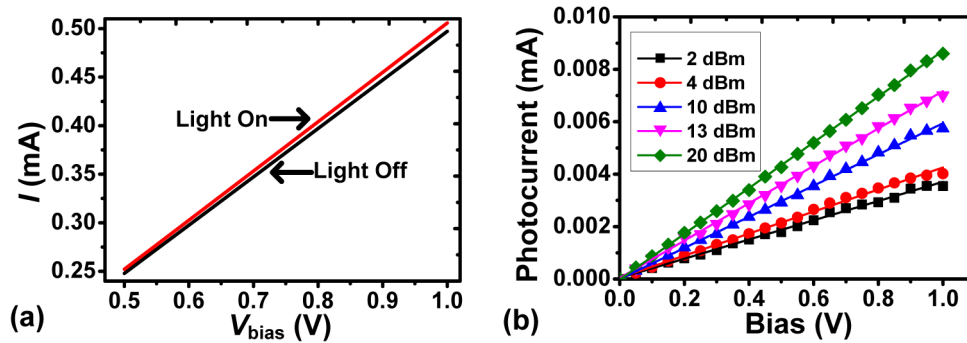 I (mA)
0.50
0.45
0.40
0.35
0.30
0.25
Light On
Light Off
0.5 0.6 0.7 0.8 0.9 1.0
Vbias (V)
(a)
Photocurrent (mA)
0.010
0.008
0.006
0.004
0.002
0.000
2 dBm
4 dBm
10 dBm
13 dBm
20 dBm
0.0 0.2 0.4 0.6 0.8 1.0
Bias (V)
(b)